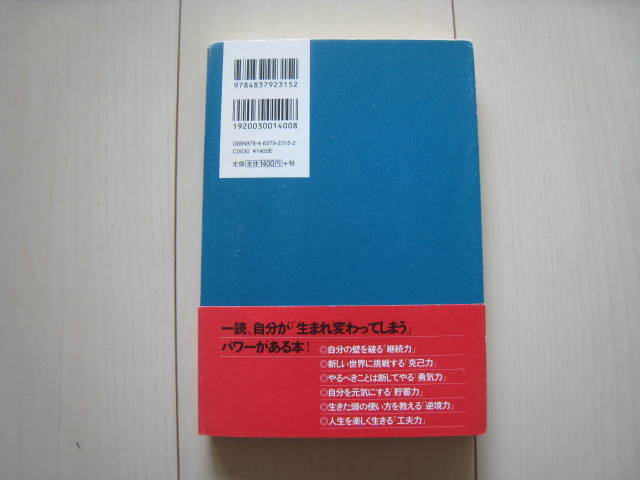 9784837923152
1920030014008
ISBN978-4-8379-2315-2
C0030 ¥1400E
定価 本体1400円 +税
一読、自分が「生まれ変わってしまう」
パワーがある本!
◎自分の壁を破る「継続力」
◎新しい世界に挑戦する「克己力」
◎やるべきことは断してやる「勇気力」
◎自分を元気にする「貯蓄力」
◎生きた頭の使い方を教える「逆境力」
◎人生を楽しく生きる「工夫力」